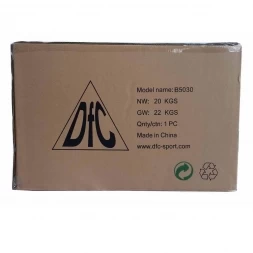 DFC
Model name: B5030
NW: 20 KGS
GW: 22 KGS
Qnty/ctn: 1 PC
Made in China
www.dfc-sport.com